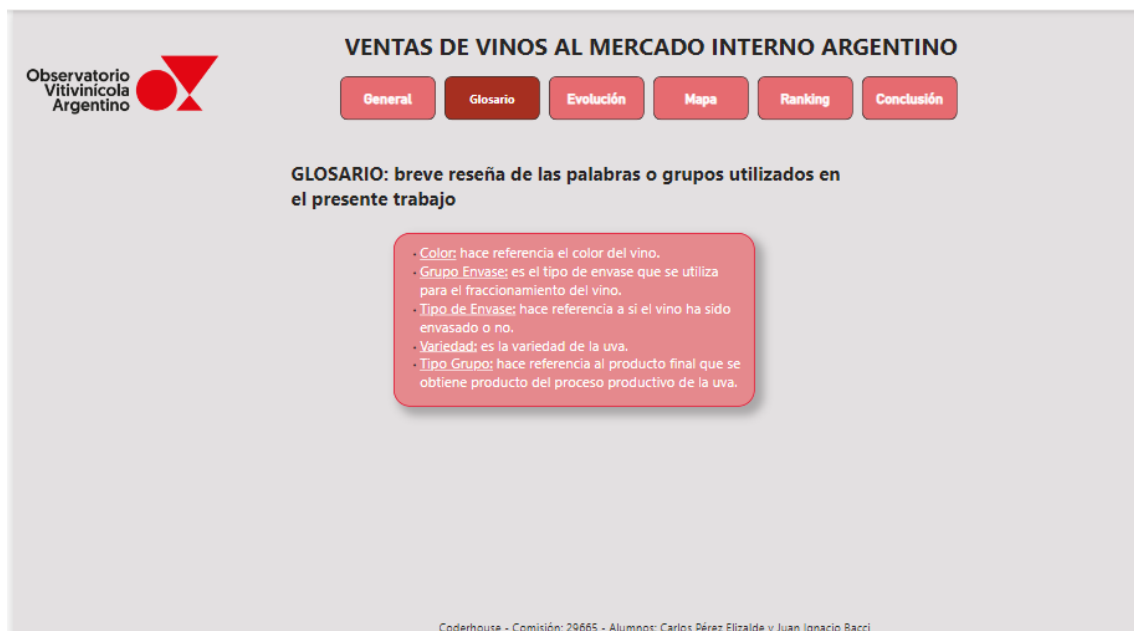 VENTAS DE VINOS AL MERCADO INTERNO ARGENTINO
Observatorio
Vitivinícola
Argentino
General
Glosario
Evolución
Mapa
Ranking
Conclusión
GLOSARIO: breve reseña de las palabras o grupos utilizados en
el presente trabajo
· Color: hace referencia el color del vino.
· Grupo Envase: es el tipo de envase que se utiliza
para el fraccionamiento del vino.
· Tipo de Envase: hace referencia a si el vino ha sido
envasado o no.
· Variedad: es la variedad de la uva.
· Tipo Grupo: hace referencia al producto final que se
obtiene producto del proceso productivo de la uva.
Coderhouse - Comisión: 29665 - Alumnos: Carlos Pérez Elizalde y Juan Ignacio Bacci